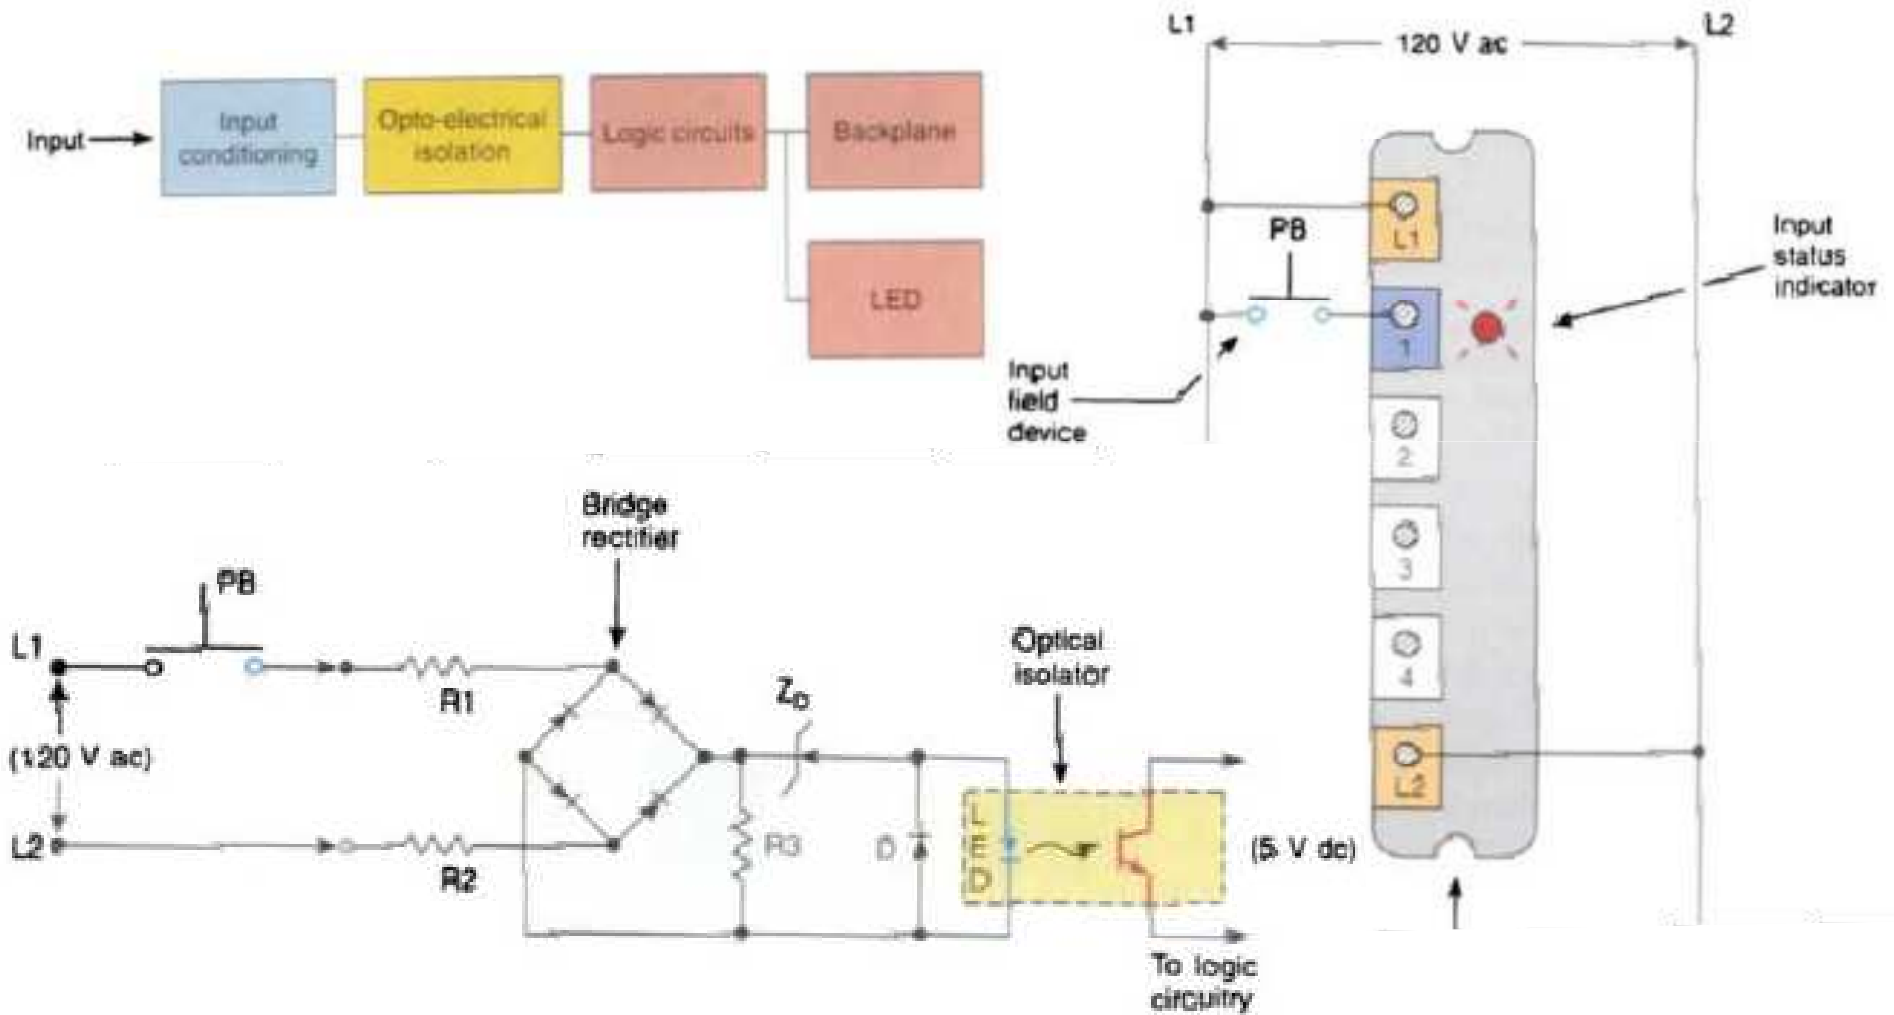 Input
Input
conditioning
Opto-electrical
isolation
Logic circuits
Backplane
LED
L1
120 V ac
L2
L1
PB
1
2
3
4
L2
Input
status
indicator
Input
field
device
Bridge
rectifier
PB
L1
R1
(120 V ac)
L2
R2
ZD
R3
D
Optical
isolator
LED
(5 V dc)
To logic
circuitry